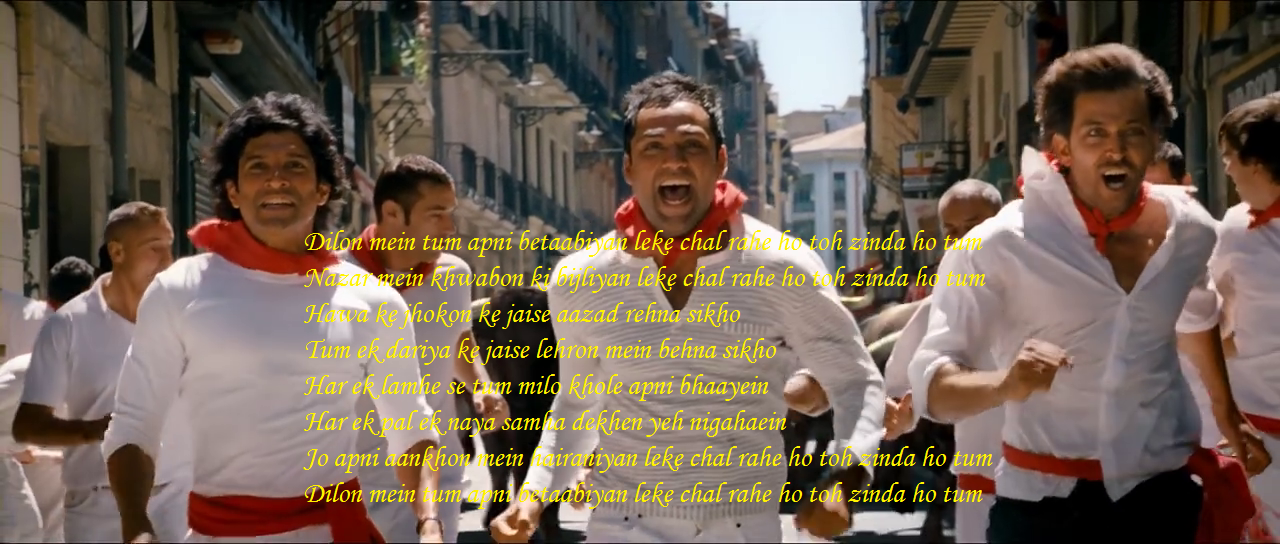 Dilon mein tum apni betaabiyan leke chal rahe ho toh zinda ho tum
Nazar mein khwabon ki bijliyan leke chal rahe ho toh zinda ho tum
Hawa ke jhokon ke jaise aazad rehna sikho
Tum ek dariya ke jaise lehron mein behna sikho
Har ek lamhe se tum milo khole apni bhaayein
Har ek pal ek naya samha dekhen yeh nigahaein
Jo apni aankhon mein hairaniyan leke chal rahe ho toh zinda ho tum
Dilon mein tum apni betaabiyan leke chal rahe ho toh zinda ho tum